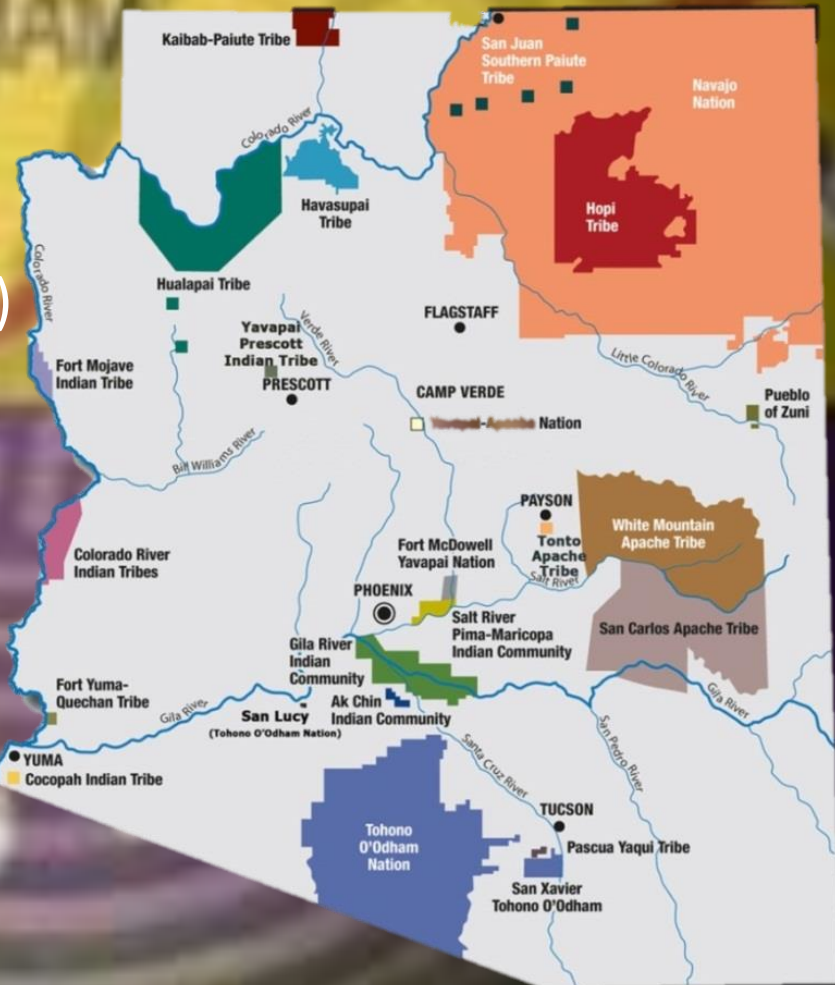 Kaibab-Paiute Tribe
San Juan
Southern Paiute
Tribe
Navajo
Nation
Colorado River
Havasupai
Tribe
Hopi
Tribe
Colorado River
Hualapai Tribe
FLAGSTAFF
Yavapai
Prescott
Indian Tribe
Verde River
PRESCOTT
Fort Mojave
Indian Tribe
Little Colorado River
CAMP VERDE
Yavapai-Apache Nation
Pueblo
of Zuni
Bill Williams River
PAYSON
Tonto
Apache
Tribe
White Mountain
Apache Tribe
Colorado River
Indian Tribes
Fort McDowell
Yavapai Nation
Salt River
PHOENIX
Salt River
Pima-Maricopa
Indian Community
San Carlos Apache Tribe
Gila River
Indian
Community
Fort Yuma-
Quechan Tribe
Ak Chin
Indian Community
Gila River
Gila River
San Lucy
(Tohono O'Odham Nation)
Santa Cruz River
San Pedro River
YUMA
Cocopah Indian Tribe
TUCSON
Tohono
O'Odham
Nation
Pascua Yaqui Tribe
San Xavier
Tohono O'Odham
)